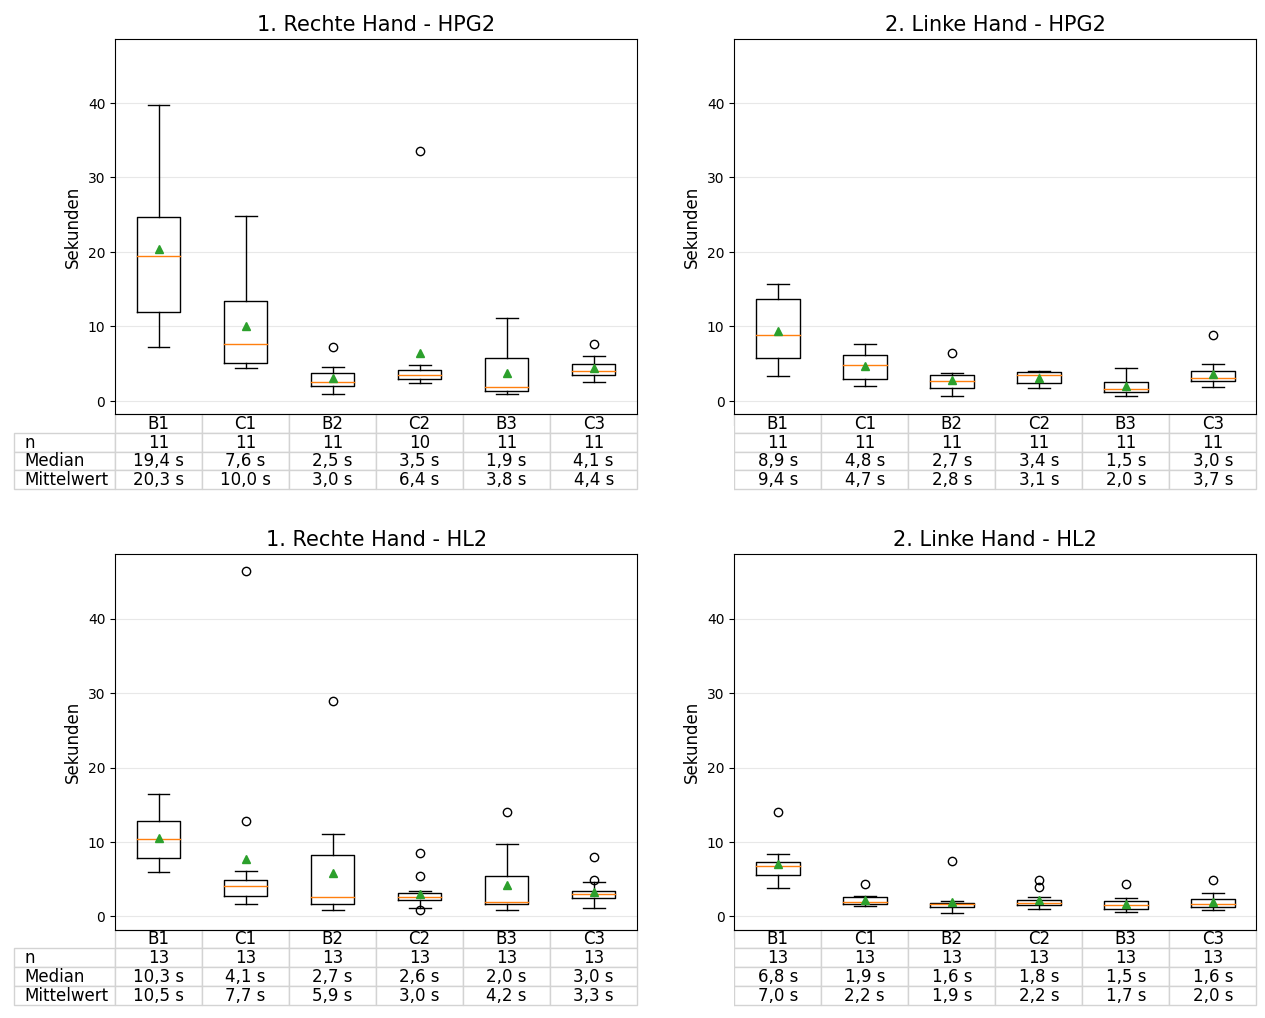 1. Rechte Hand - HPG2
40
30
20
10
0
Sekunden
B1 C1 B2 C2 B3 C3
n 11 11 11 10 11 11
Median 19,4 s 7,6 s 2,5 s 3,5 s 1,9 s 4,1 s
Mittelwert 20,3 s 10,0 s 3,0 s 6,4 s 3,8 s 4,4 s
2. Linke Hand - HPG2
40
30
20
10
0
Sekunden
B1 C1 B2 C2 B3 C3
11 11 11 11 11 11
8,9 s 4,8 s 2,7 s 3,4 s 1,5 s 3,0 s
9,4 s 4,7 s 2,8 s 3,1 s 2,0 s 3,7 s
1. Rechte Hand - HL2
40
30
20
10
0
Sekunden
B1 C1 B2 C2 B3 C3
n 13 13 13 13 13 13
Median 10,3 s 4,1 s 2,7 s 2,6 s 2,0 s 3,0 s
Mittelwert 10,5 s 7,7 s 5,9 s 3,0 s 4,2 s 3,3 s
2. Linke Hand - HL2
40
30
20
10
0
Sekunden
B1 C1 B2 C2 B3 C3
13 13 13 13 13 13
6,8 s 1,9 s 1,6 s 1,8 s 1,5 s 1,6 s
7,0 s 2,2 s 1,9 s 2,2 s 1,7 s 2,0 s